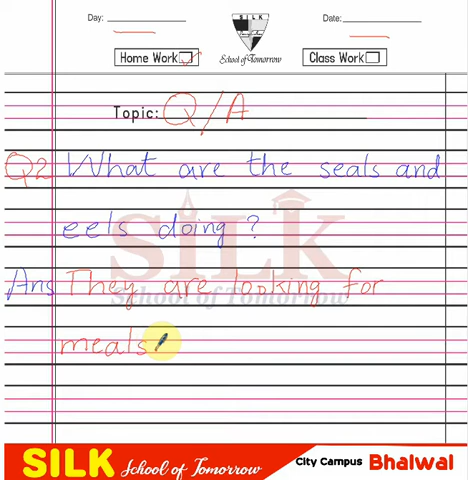 Day:
SILK
Date:
Home Work
School of Tomorrow
Class Work
Topic: Q/A
Q2 What are the seals and
eels doing?
SILK
Ans They are looking for
School of Tomorrow
meals
SILK School of Tomorrow City Campus Bhalwal